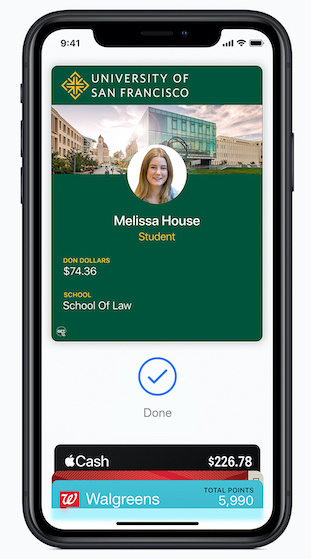 9:41
UNIVERSITY OF
SAN FRANCISCO
Melissa House
Student
DON DOLLARS
$74.36
SCHOOL
School Of Law
Done
Cash
$226.78
Walgreens
TOTAL POINTS
5,990